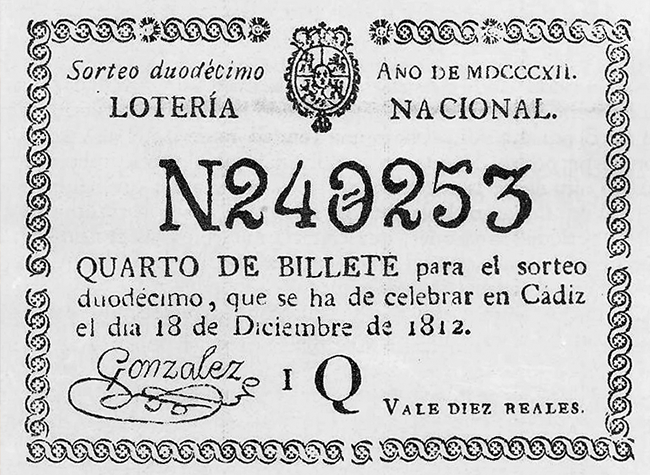 Sorteo duodécimo
AÑO DE MDCCCXII.
LOTERÍA NACIONAL.
N240253
QUARTO DE BILLETE para el sorteo
duodécimo, que se ha de celebrar en Cádiz
el dia 18 de Diciembre de 1812.
Gonzalez
I Q
VALE DIEZ REALES.